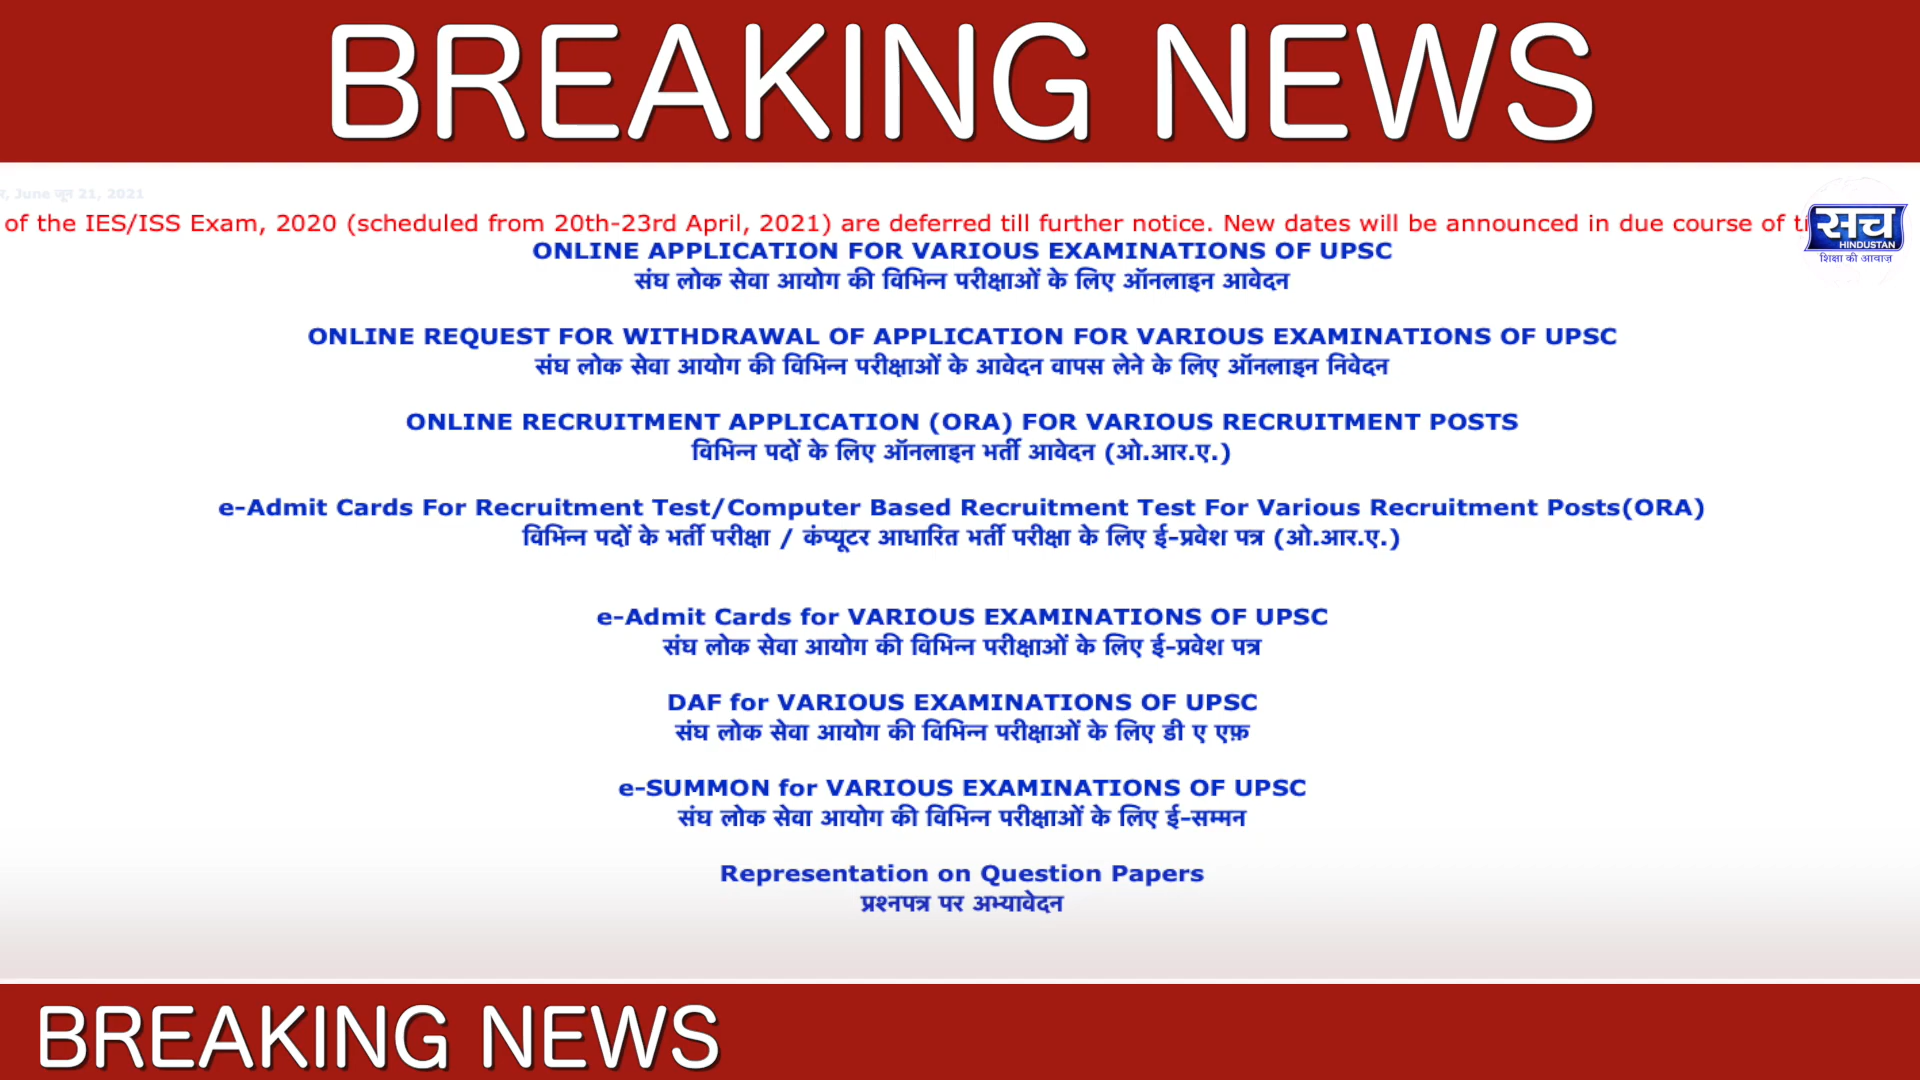 BREAKING NEWS
र, June जून 21, 2021
of the IES/ISS Exam, 2020 (scheduled from 20th-23rd April, 2021) are deferred till further notice. New dates will be announced in due course of
सच
HINDUSTAN
शिक्षा की आवाज़
ONLINE APPLICATION FOR VARIOUS EXAMINATIONS OF UPSC
संघ लोक सेवा आयोग की विभिन्न परीक्षाओं के लिए ऑनलाइन आवेदन
ONLINE REQUEST FOR WITHDRAWAL OF APPLICATION FOR VARIOUS EXAMINATIONS OF UPSC
संघ लोक सेवा आयोग की विभिन्न परीक्षाओं के आवेदन वापस लेने के लिए ऑनलाइन निवेदन
ONLINE RECRUITMENT APPLICATION (ORA) FOR VARIOUS RECRUITMENT POSTS
विभिन्न पदों के लिए ऑनलाइन भर्ती आवेदन (ओ.आर.ए.)
e-Admit Cards For Recruitment Test/Computer Based Recruitment Test For Various Recruitment Posts(ORA)
विभिन्न पदों के भर्ती परीक्षा / कंप्यूटर आधारित भर्ती परीक्षा के लिए ई-प्रवेश पत्र (ओ.आर.ए.)
e-Admit Cards for VARIOUS EXAMINATIONS OF UPSC
संघ लोक सेवा आयोग की विभिन्न परीक्षाओं के लिए ई-प्रवेश पत्र
DAF for VARIOUS EXAMINATIONS OF UPSC
संघ लोक सेवा आयोग की विभिन्न परीक्षाओं के लिए डी ए एफ़
e-SUMMON for VARIOUS EXAMINATIONS OF UPSC
संघ लोक सेवा आयोग की विभिन्न परीक्षाओं के लिए ई-सम्मन
Representation on Question Papers
प्रश्नपत्र पर अभ्यावेदन
BREAKING NEWS